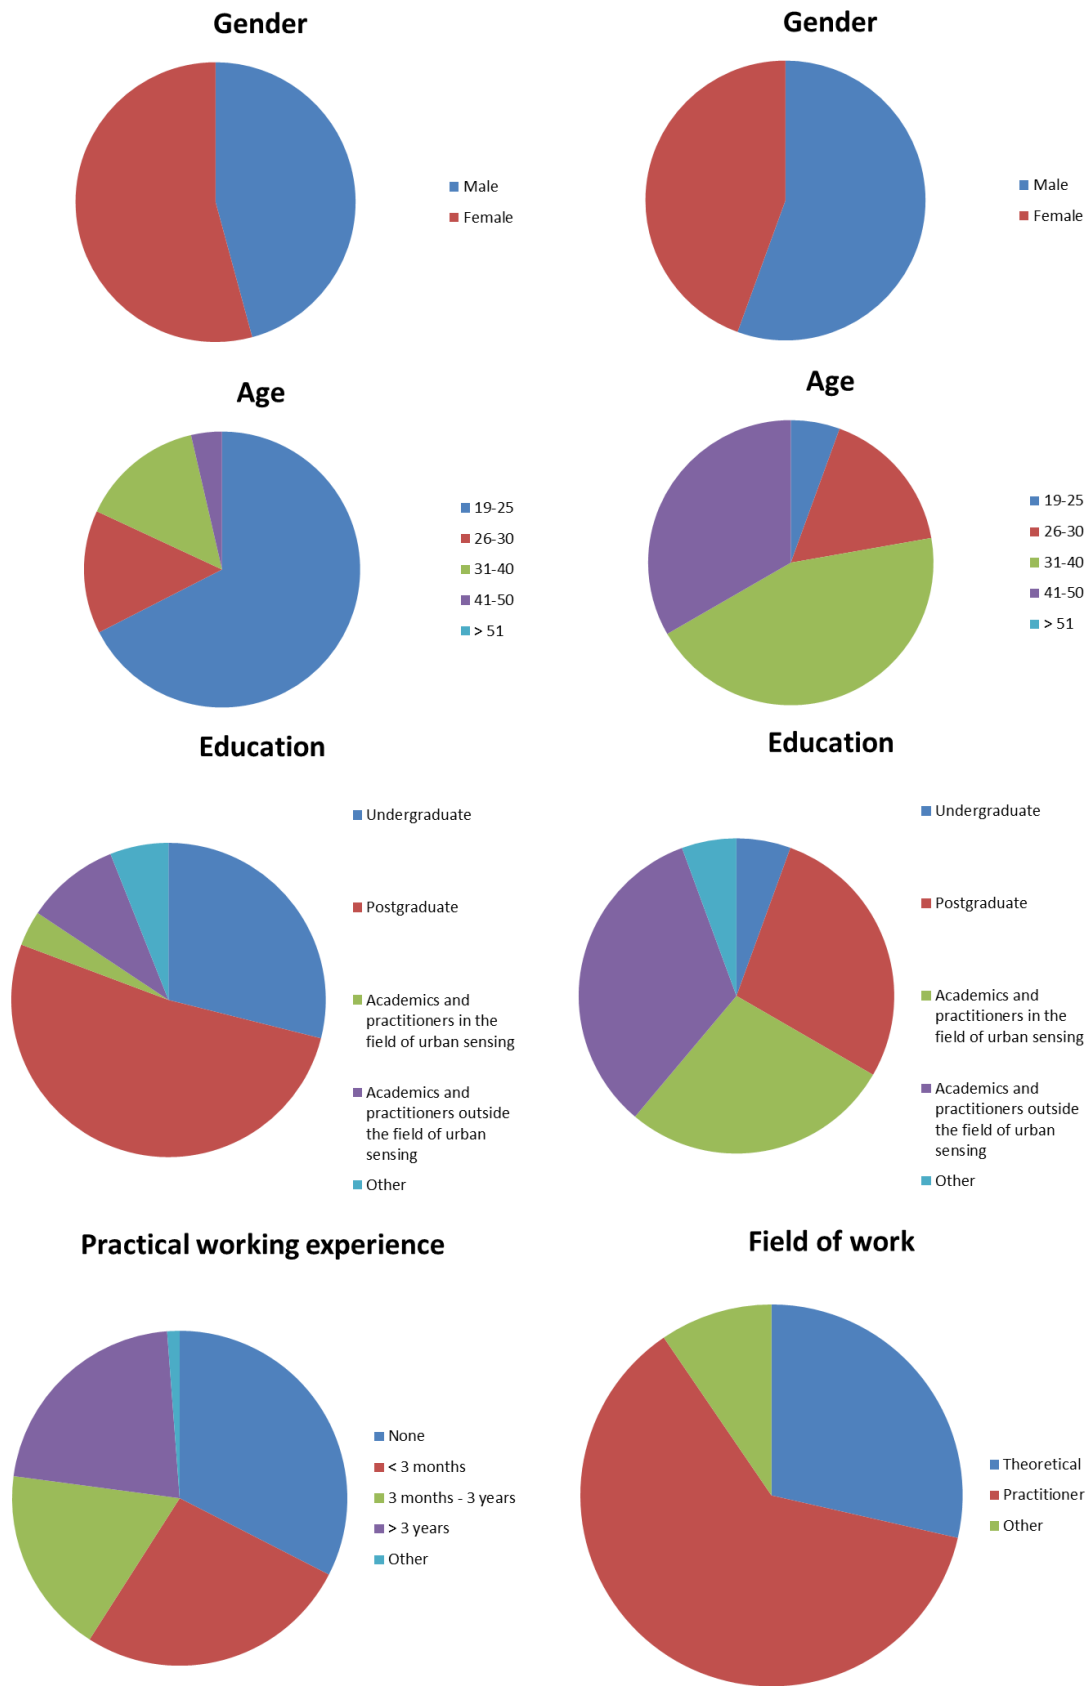 Gender
Male
Female
Gender
Male
Female
Age
19-25
26-30
31-40
41-50
> 51
Age
19-25
26-30
31-40
41-50
> 51
Education
Undergraduate
Postgraduate
Academics and
practitioners in the
field of urban sensing
Academics and
practitioners outside
the field of urban
sensing
Other
Education
Undergraduate
Postgraduate
Academics and
practitioners in the
field of urban sensing
Academics and
practitioners outside
the field of urban
sensing
Other
Practical working experience
None
< 3 months
3 months - 3 years
> 3 years
Other
Field of work
Theoretical
Practitioner
Other